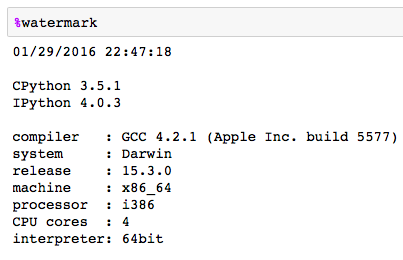 %watermark
01/29/2016 22:47:18
CPython 3.5.1
IPython 4.0.3
compiler   : GCC 4.2.1 (Apple Inc. build 5577)
system     : Darwin
release    : 15.3.0
machine    : x86_64
processor  : i386
CPU cores  : 4
interpreter: 64bit